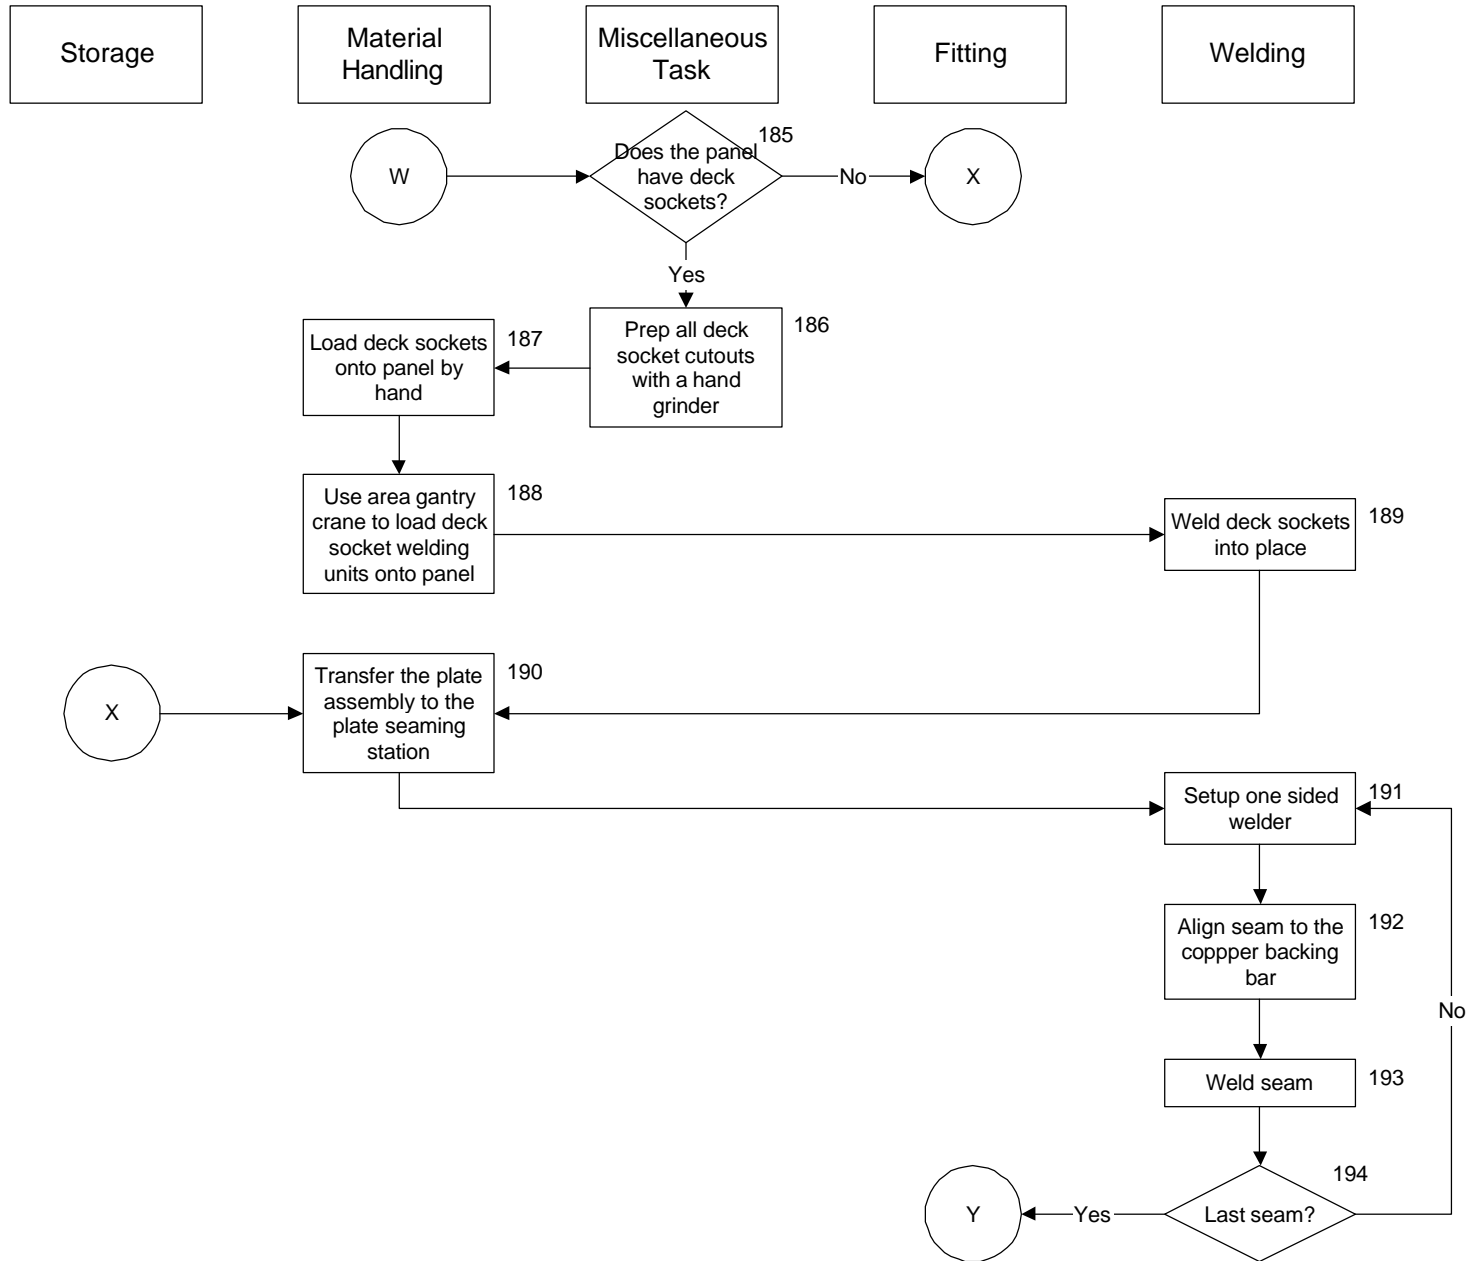 Storage
Material
Handling
Miscellaneous
Task
Fitting
Welding
W
Does the panel
have deck
sockets?
185
No
X
Yes
Prep all deck
socket cutouts
with a hand
grinder
186
Load deck sockets
onto panel by
hand
187
Use area gantry
crane to load deck
socket welding
units onto panel
188
Weld deck sockets
into place
189
X
Transfer the plate
assembly to the
plate seaming
station
190
Setup one sided
welder
191
Align seam to the
coppper backing
bar
192
No
Weld seam
193
Last seam?
194
Yes
Y